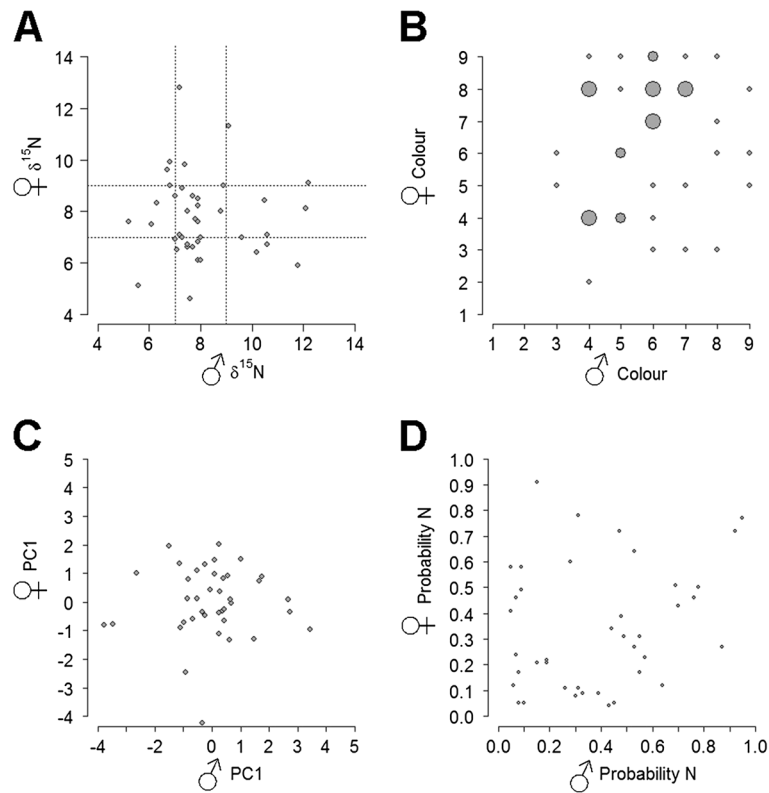 A
14
12
10
8
6
4
♀ δ¹⁵N
4 6 8 10 12 14
♂ δ¹⁵N
B
9
8
7
6
5
4
3
2
1
♀ Colour
1 2 3 4 5 6 7 8 9
♂ Colour
C
5
4
3
2
1
0
-1
-2
-3
-4
♀ PC1
-4 -2 0 1 2 3 4 5
♂ PC1
D
1.0
0.9
0.8
0.7
0.6
0.5
0.4
0.3
0.2
0.1
0.0
♀ Probability N
0.0 0.2 0.4 0.6 0.8 1.0
♂ Probability N